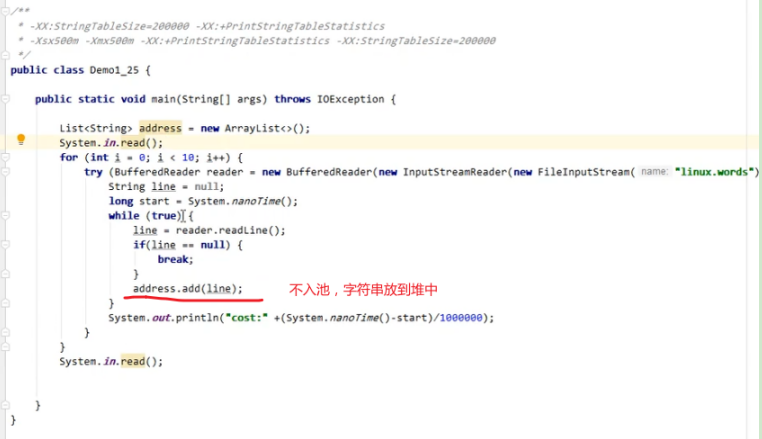 /**
* -XX:StringTableSize=200000 -XX:+PrintStringTableStatistics
* -Xsx500m -Xmx500m -XX:+PrintStringTableStatistics -XX:StringTableSize=200000
*/
public class Demo1_25 {
public static void main(String[] args) throws IOException {
List<String> address = new ArrayList<>();
System.in.read();
for (int i = 0; i < 10; i++) {
try (BufferedReader reader = new BufferedReader(new InputStreamReader(new FileInputStream( name: "linux.words")
String line = null;
long start = System.nanoTime();
while (true) {
line = reader.readLine();
if(line == null) {
break;
}
address.add(line); 不入池，字符串放到堆中
}
System.out.println("cost:" +(System.nanoTime()-start)/1000000);
}
}
System.in.read();
}
}